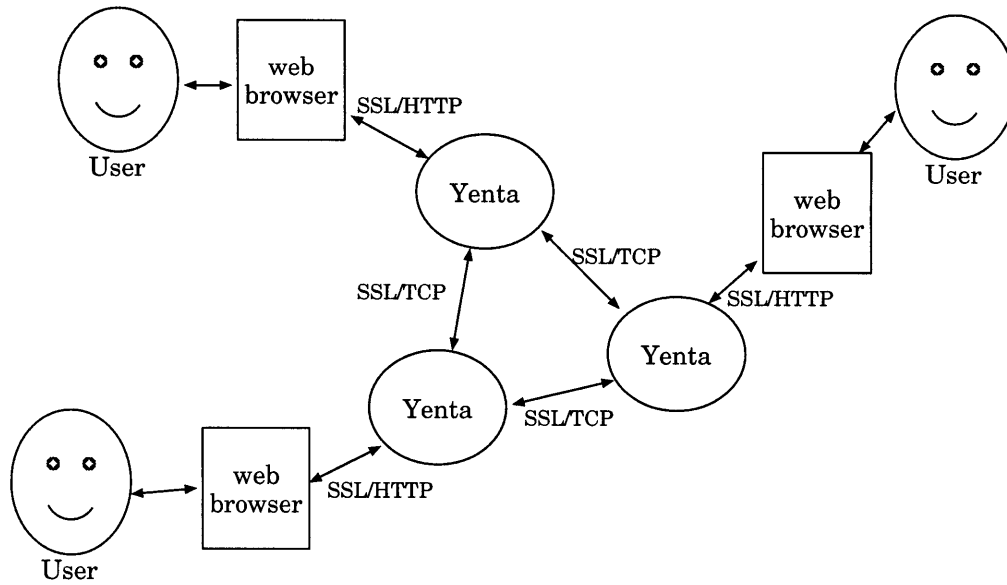 web
browser
SSL/HTTP
User
Yenta
User
web
browser
SSL/TCP
SSL/TCP
SSL/HTTP
Yenta
Yenta
SSL/TCP
web
browser
SSL/HTTP
User